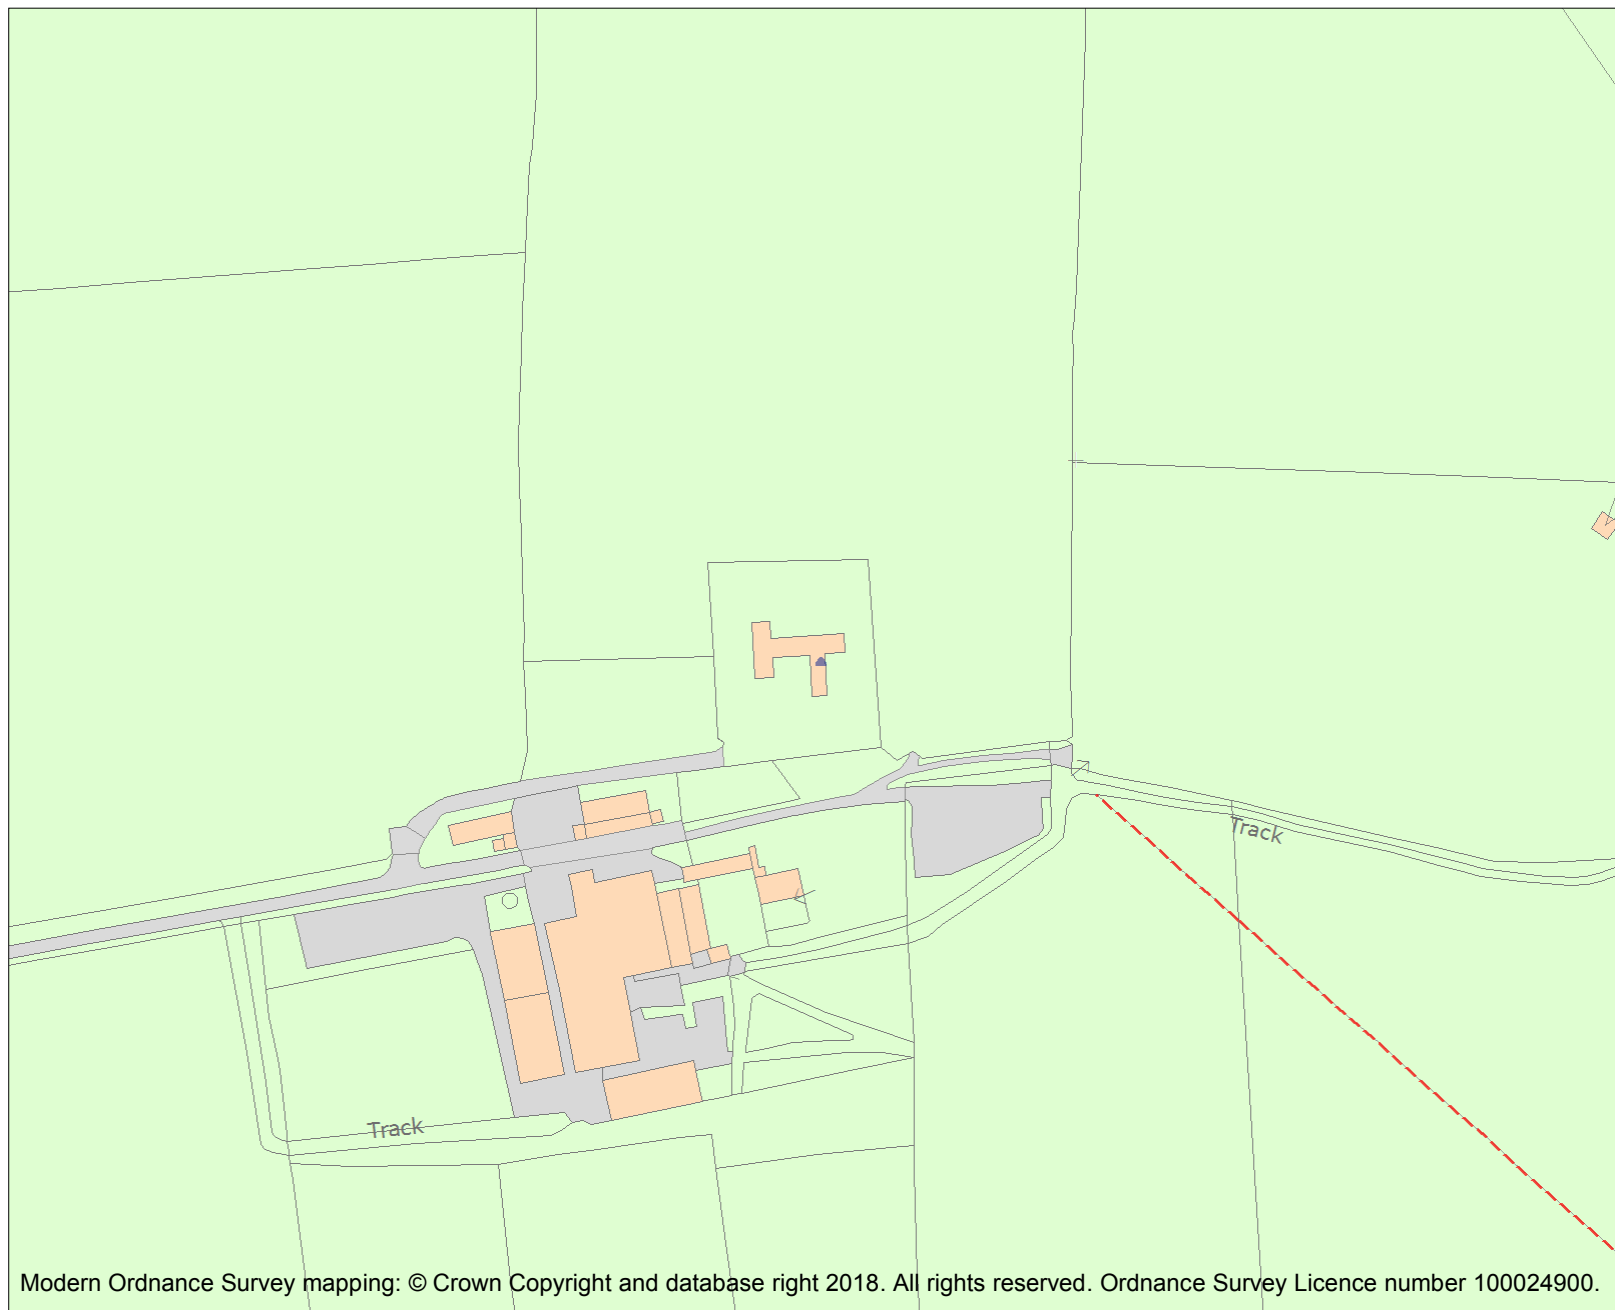 Track
Track
Modern Ordnance Survey mapping: © Crown Copyright and database right 2018. All rights reserved. Ordnance Survey Licence number 100024900.